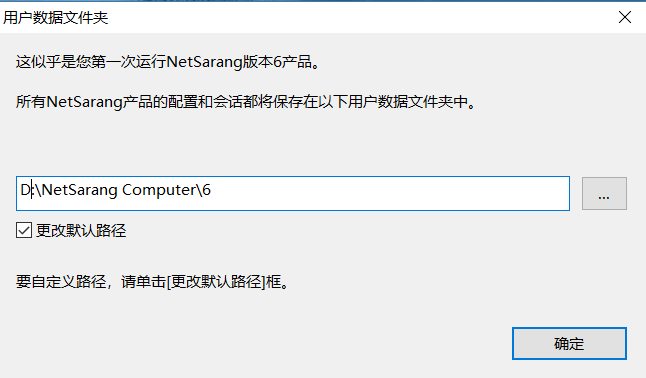 用户数据文件夹
这似乎是您第一次运行NetSarang版本6产品。
所有NetSarang产品的配置和会话都将保存在以下用户数据文件夹中。
D:\NetSarang Computer\6
...
更改默认路径
要自定义路径，请单击[更改默认路径]框。
确定